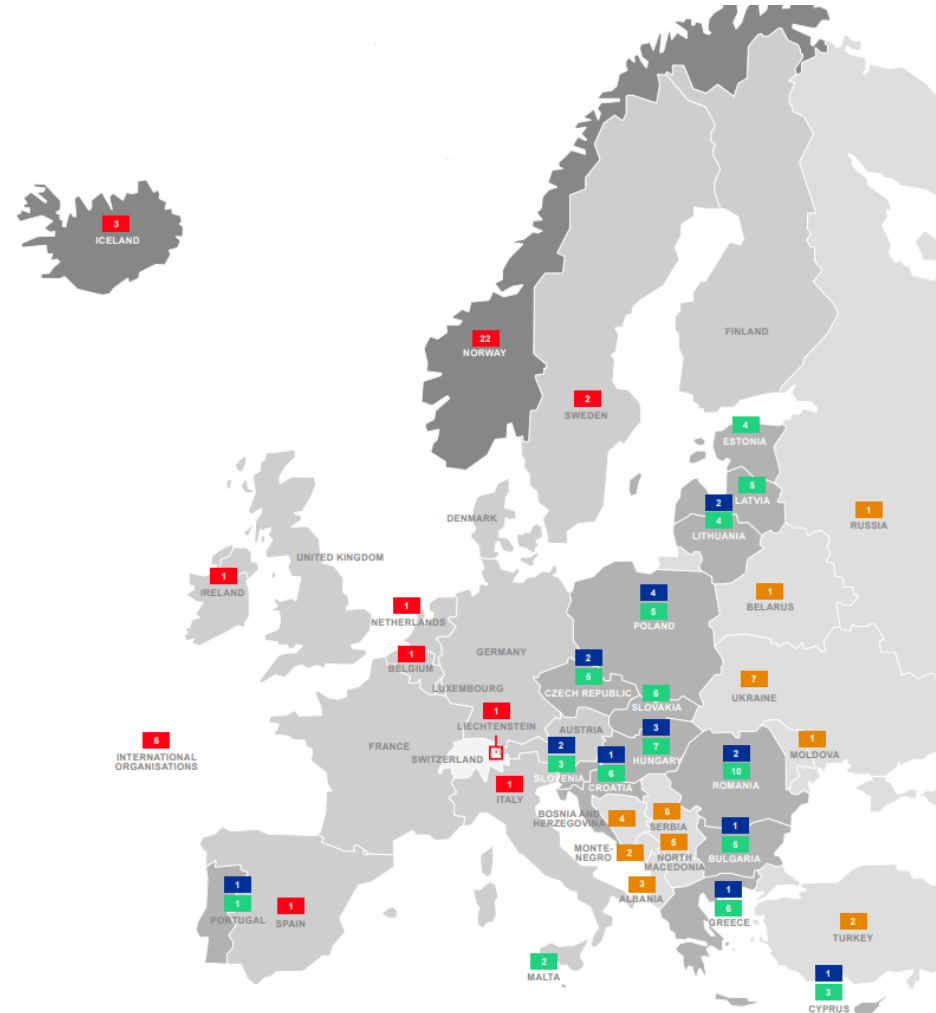 3
ICELAND
22
NORWAY
FINLAND
2
SWEDEN
4
ESTONIA
5
LATVIA
2
4
LITHUANIA
1
RUSSIA
DENMARK
UNITED KINGDOM
1
IRELAND
1
NETHERLANDS
4
5
POLAND
1
BELARUS
1
BELGIUM
GERMANY
2
5
CZECH REPUBLIC
7
UKRAINE
LUXEMBOURG
6
SLOVAKIA
1
LIECHTENSTEIN
AUSTRIA
3
7
HUNGARY
6
INTERNATIONAL
ORGANISATIONS
FRANCE
SWITZERLAND
2
3
SLOVENIA
1
6
CROATIA
2
10
ROMANIA
1
MOLDOVA
1
ITALY
BOSNIA AND
HERZEGOVINA
4
6
SERBIA
1
5
BULGARIA
MONTE-
NEGRO
2
5
NORTH
MACEDONIA
3
ALBANIA
1
1
PORTUGAL
1
SPAIN
1
6
GREECE
2
TURKEY
2
MALTA
1
3
CYPRUS